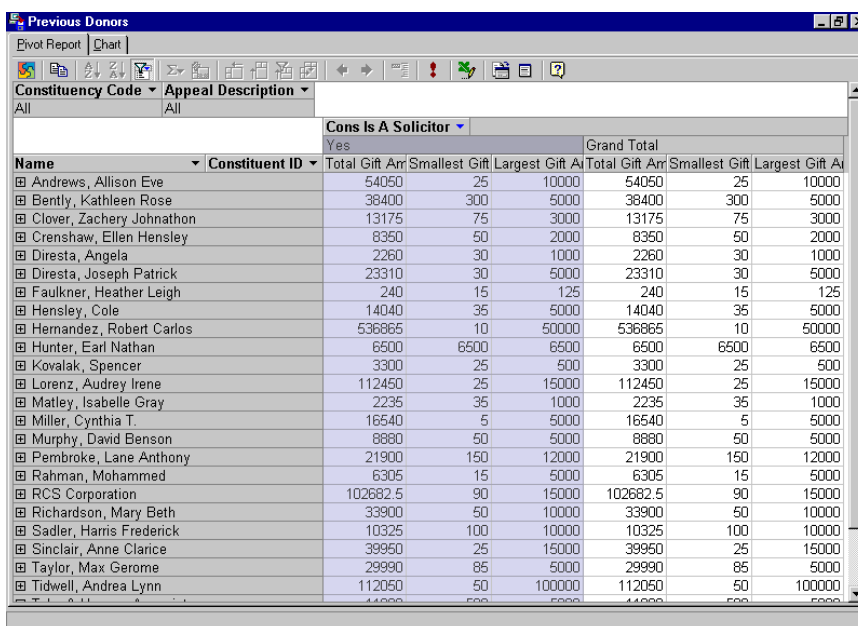 Previous Donors
Pivot Report Chart
Constituency Code Appeal Description
All All
Cons Is A Solicitor
Yes Grand Total
Name Constituent ID Total Gift Am Smallest Gift Largest Gift A Total Gift Am Smallest Gift Largest Gift A
Andrews, Allison Eve 54050 25 10000 54050 25 10000
Bently, Kathleen Rose 38400 300 5000 38400 300 5000
Clover, Zachery Johnathon 13175 75 3000 13175 75 3000
Crenshaw, Ellen Hensley 8350 50 2000 8350 50 2000
Diresta, Angela 2260 30 1000 2260 30 1000
Diresta, Joseph Patrick 23310 30 5000 23310 30 5000
Faulkner, Heather Leigh 240 15 125 240 15 125
Hensley, Cole 14040 35 5000 14040 35 5000
Hernandez, Robert Carlos 536865 10 50000 536865 10 50000
Hunter, Earl Nathan 6500 6500 6500 6500 6500 6500
Kovalak, Spencer 3300 25 500 3300 25 500
Lorenz, Audrey Irene 112450 25 15000 112450 25 15000
Matley, Isabelle Gray 2235 35 1000 2235 35 1000
Miller, Cynthia T. 16540 5 5000 16540 5 5000
Murphy, David Benson 8880 50 5000 8880 50 5000
Pembroke, Lane Anthony 21900 150 12000 21900 150 12000
Rahman, Mohammed 6305 15 5000 6305 15 5000
RCS Corporation 102682.5 90 15000 102682.5 90 15000
Richardson, Mary Beth 33900 50 10000 33900 50 10000
Sadler, Harris Frederick 10325 100 10000 10325 100 10000
Sinclair, Anne Clarice 39950 25 15000 39950 25 15000
Taylor, Max Gerome 29990 85 5000 29990 85 5000
Tidwell, Andrea Lynn 112050 50 100000 112050 50 100000